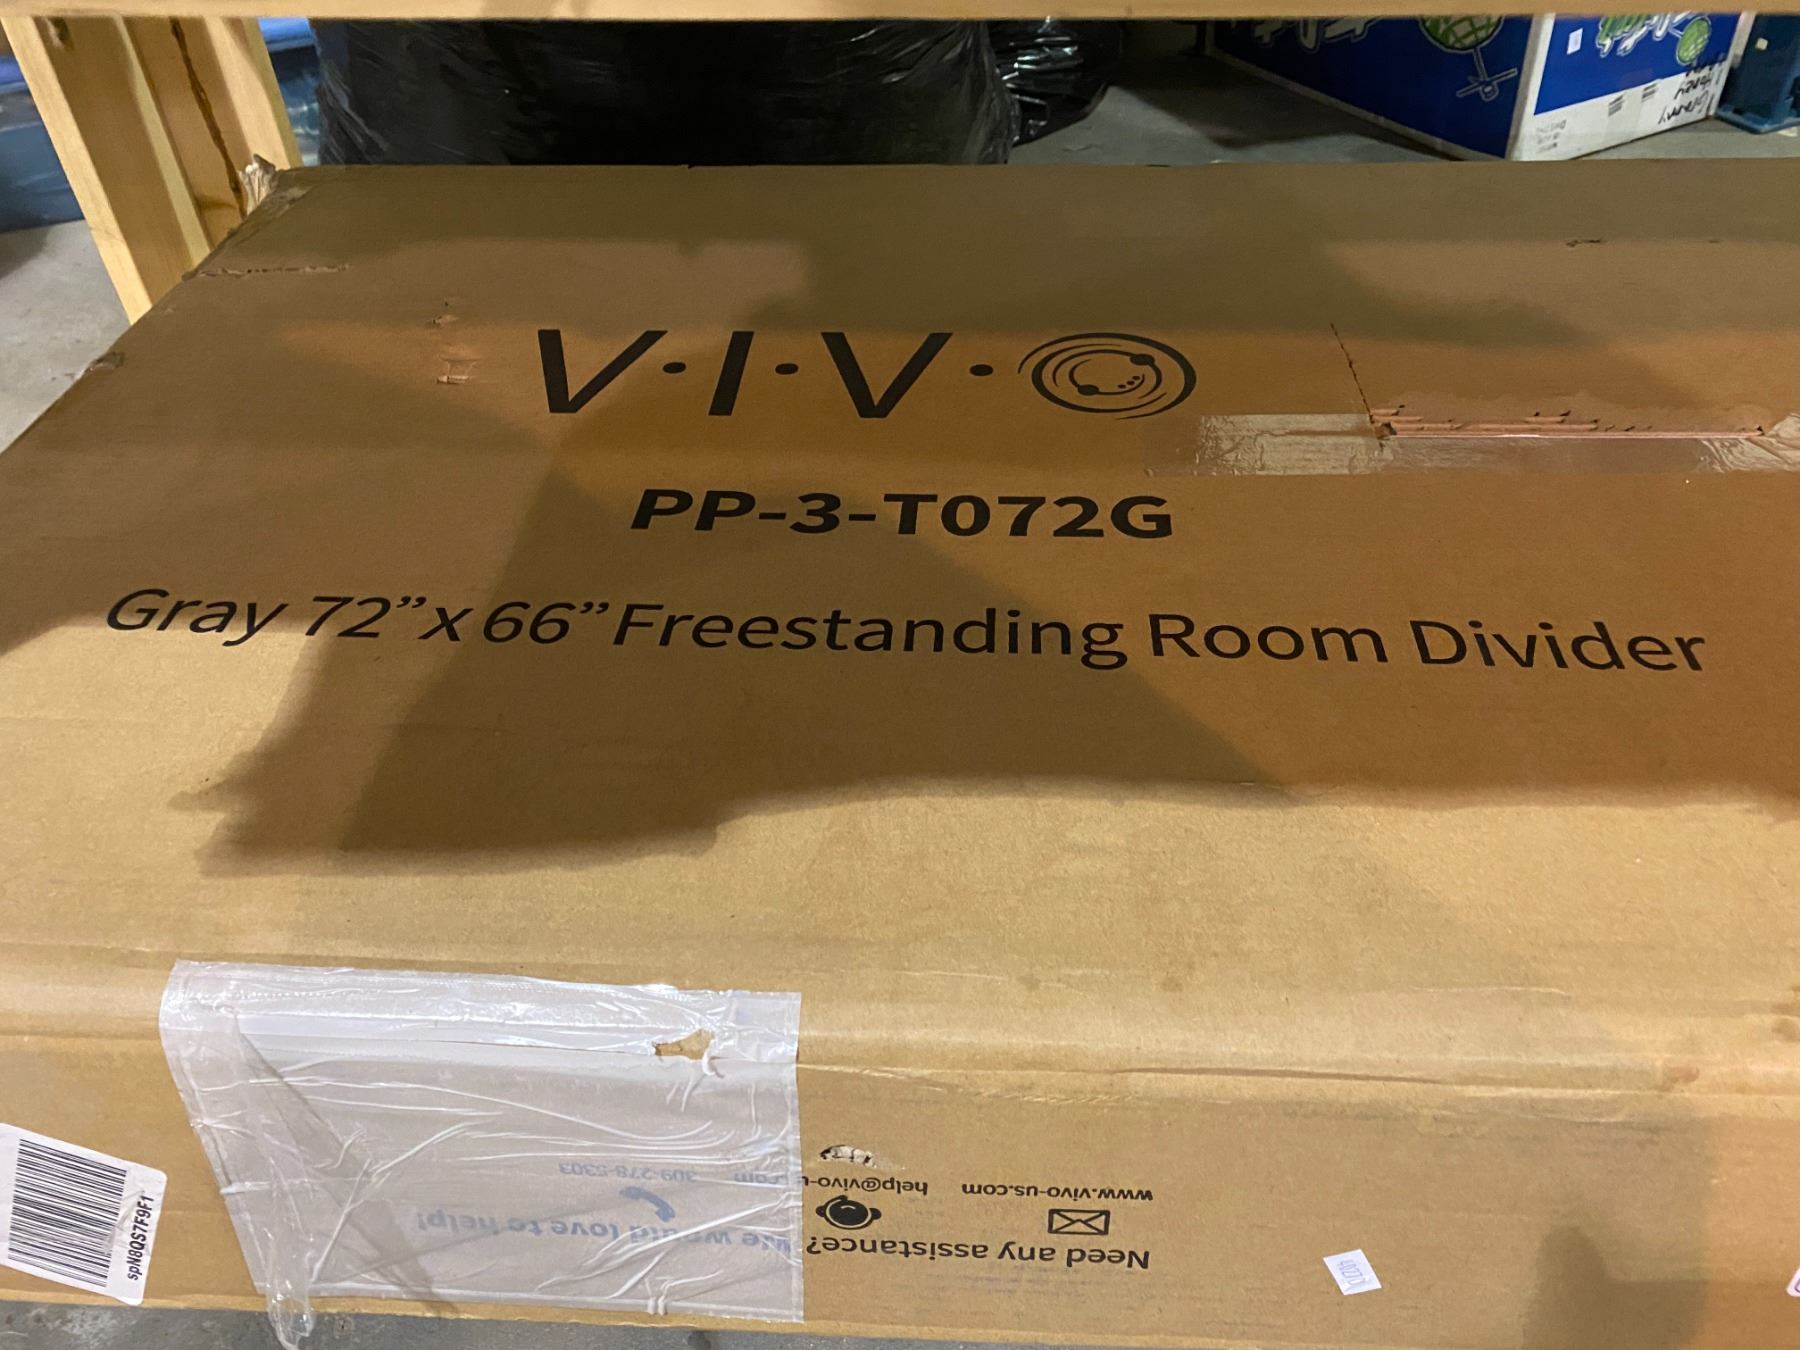 V·I·V·O
PP-3-T072G
Gray 72”x 66” Freestanding Room Divider
Need any assistance? We would love to help!
www.vivo-us.com help@vivo-u s.com 309-278-5303
spN8QS7F9F1